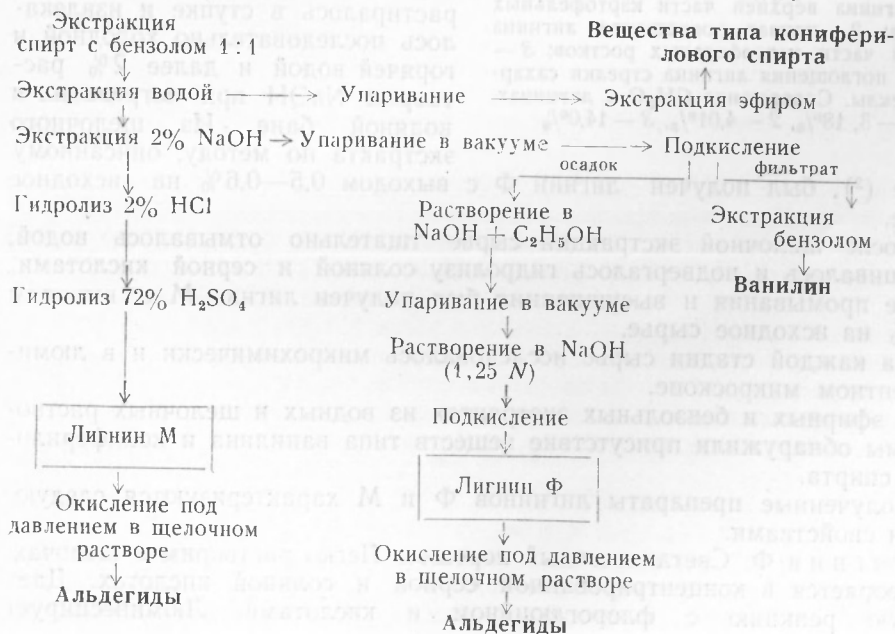 Экстракция
спирт с бензолом 1 : 1
Вещества типа конифери-
лового спирта
Экстракция водой
Упаривание
Экстракция эфиром
Экстракция 2% NaOH
Упаривание в вакууме
Подкисление
осадок
фильтрат
Гидролиз 2% HCl
Растворение в
NaOH + C₂H₅OH
Экстракция
бензолом
Ванилин
Гидролиз 72% H₂SO₄
Упаривание в вакууме
Растворение в NaOH
(1,25 N)
Подкисление
Лигнин М
Лигнин Ф
Окисление под
давлением в щелочном
растворе
Альдегиды
Окисление под давлением
в щелочном растворе
Альдегиды